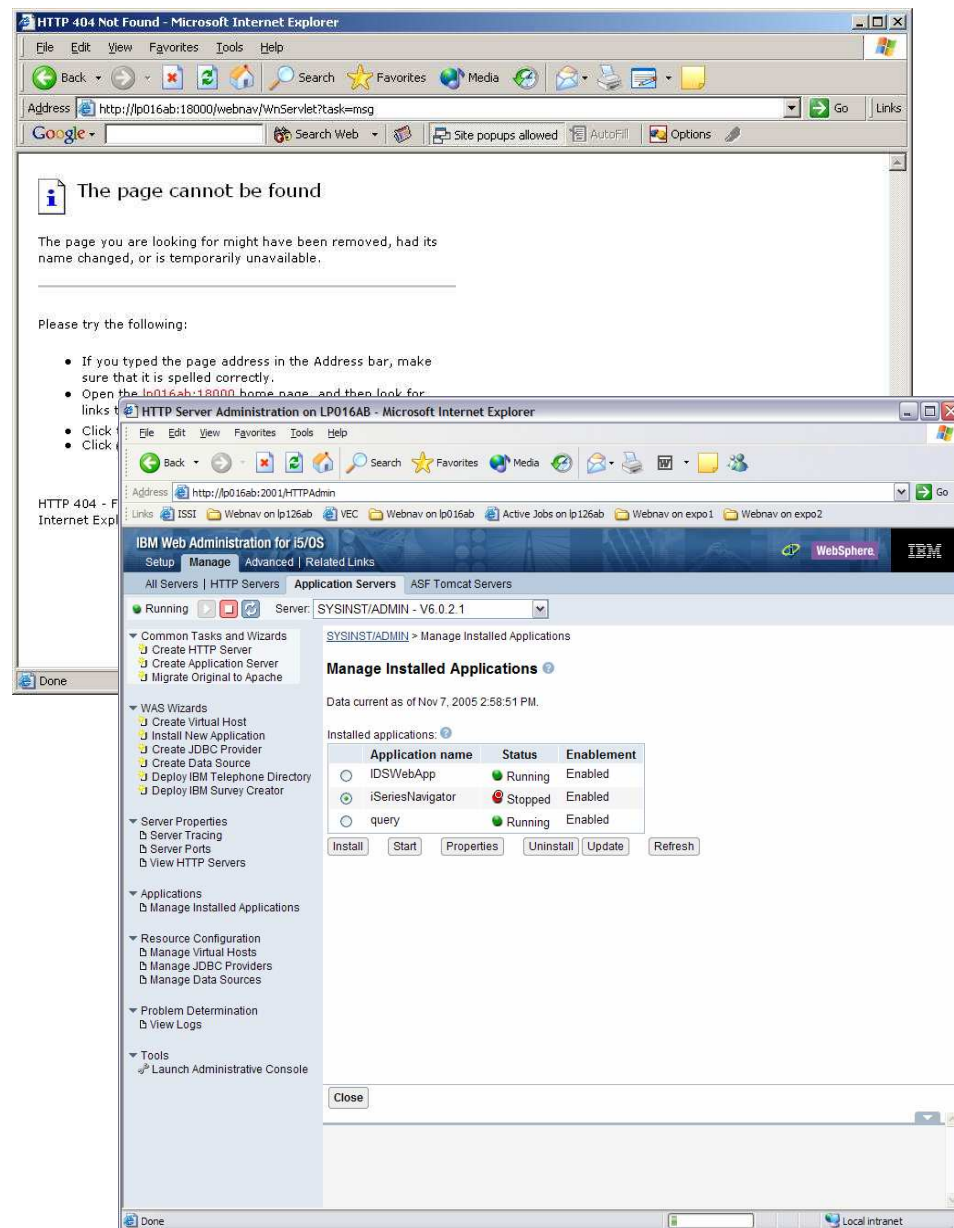 HTTP 404 Not Found - Microsoft Internet Explorer
File Edit View Favorites Tools Help
Back Search Favorites Media
Address http://lp016ab:18000/webnav/WnServlet?task=msg Go Links
Google Search Web Site popups allowed AutoFill Options
The page cannot be found
The page you are looking for might have been removed, had its
name changed, or is temporarily unavailable.
Please try the following:
If you typed the page address in the Address bar, make
sure that it is spelled correctly.
Open the lp016ab:18000 home page, and then look for
links
Click
Click
HTTP 404 - F
Internet Expl
Done
HTTP Server Administration on LP016AB - Microsoft Internet Explorer
File Edit View Favorites Tools Help
Back Search Favorites Media
Address http://lp016ab:2001/HTTPAdmin Go
Links ISSI Webnav on lp126ab VEC Webnav on lp016ab Active Jobs on lp126ab Webnav on expo1 Webnav on expo2
IBM Web Administration for i5/OS
WebSphere. IBM
Setup Manage Advanced | Related Links
All Servers | HTTP Servers Application Servers ASF Tomcat Servers
Running Server: SYSINST/ADMIN - V6.0.2.1
Common Tasks and Wizards
Create HTTP Server
Create Application Server
Migrate Original to Apache
WAS Wizards
Create Virtual Host
Install New Application
Create JDBC Provider
Create Data Source
Deploy IBM Telephone Directory
Deploy IBM Survey Creator
Server Properties
Server Tracing
Server Ports
View HTTP Servers
Applications
Manage Installed Applications
Resource Configuration
Manage Virtual Hosts
Manage JDBC Providers
Manage Data Sources
Problem Determination
View Logs
Tools
Launch Administrative Console
SYSINST/ADMIN > Manage Installed Applications
Manage Installed Applications
Data current as of Nov 7, 2005 2:58:51 PM.
Installed applications:
Application name Status Enablement
IDSWebApp Running Enabled
iSeriesNavigator Stopped Enabled
query Running Enabled
Install Start Properties Uninstall Update Refresh
Close
Done Local intranet